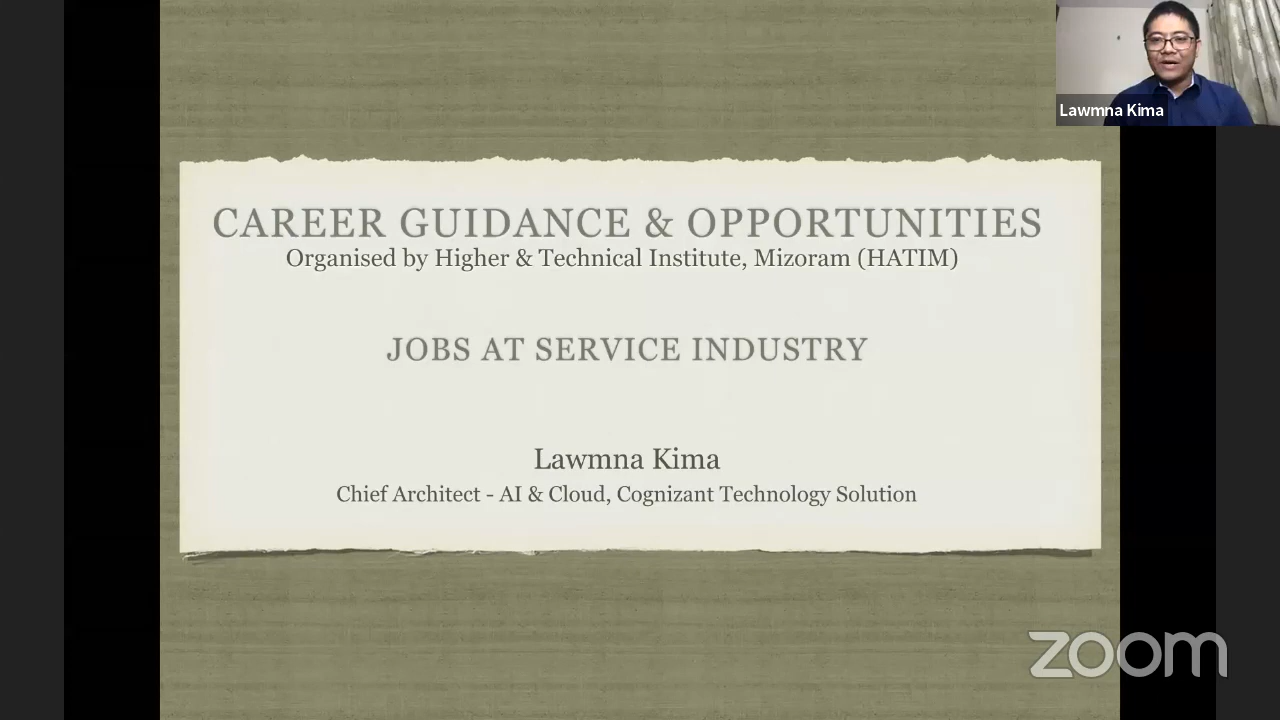 Lawmna Kima
CAREER GUIDANCE & OPPORTUNITIES
Organised by Higher & Technical Institute, Mizoram (HATIM)
JOBS AT SERVICE INDUSTRY
Lawmna Kima
Chief Architect - AI & Cloud, Cognizant Technology Solution
zoom